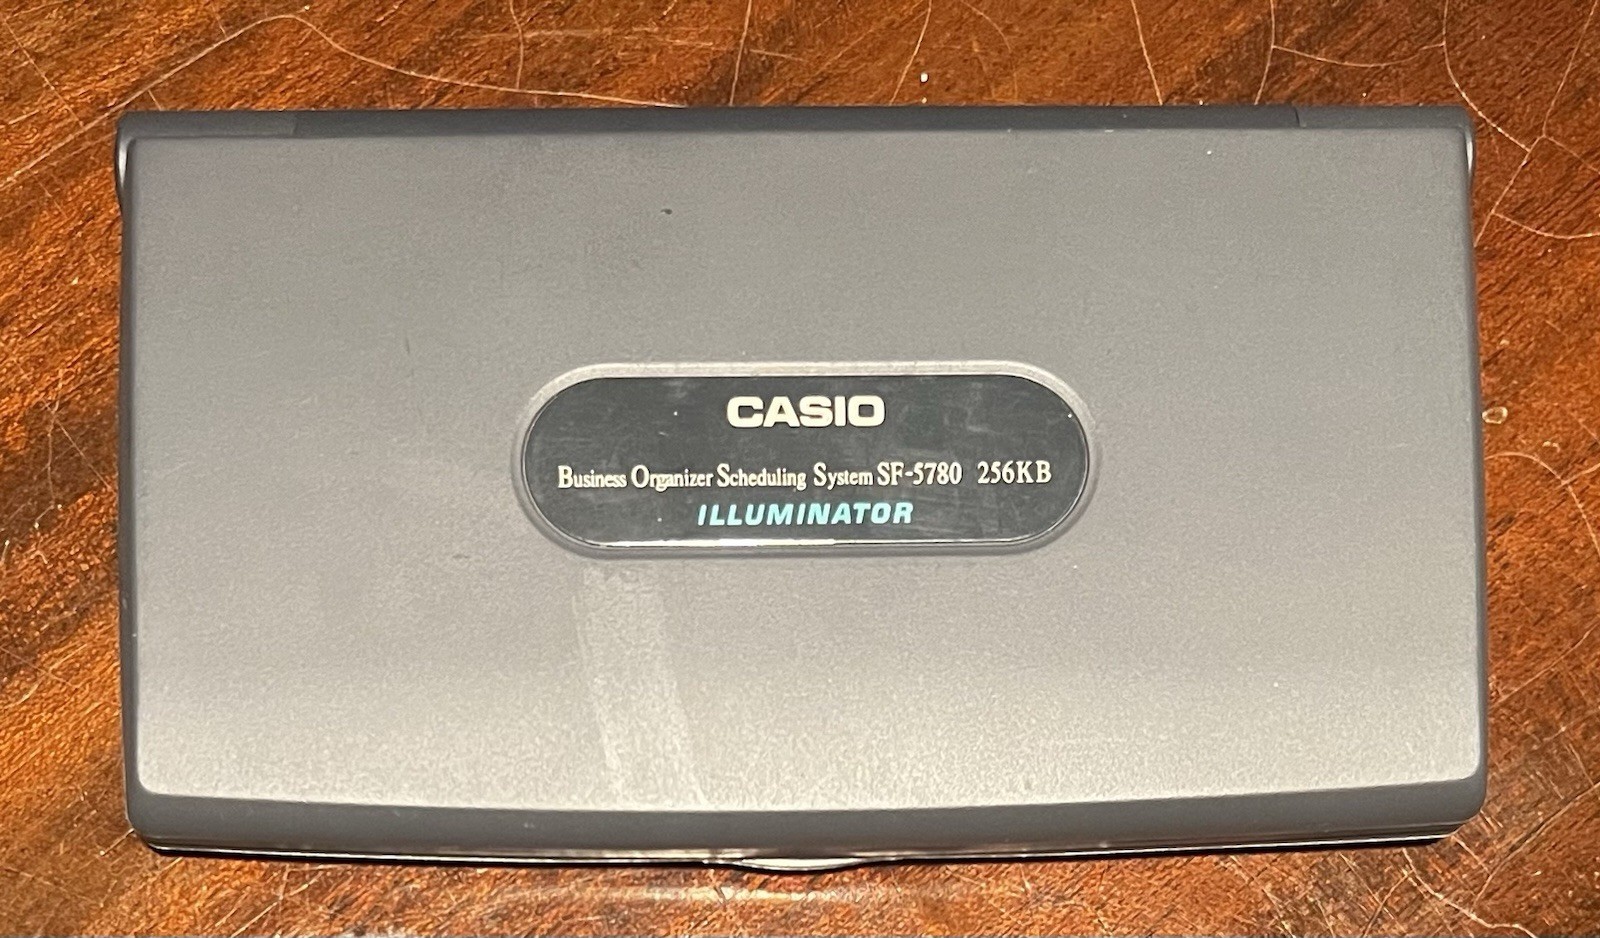 CASIO
Business Organizer Scheduling System SF-5780 256KB
ILLUMINATOR